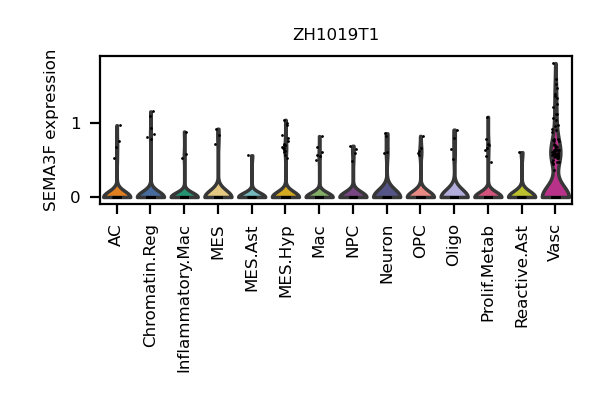 ZH1019T1
SEMA3F expression
1
0
AC
Chromatin.Reg
Inflammatory.Mac
MES
MES.Ast
MES.Hyp
Mac
NPC
Neuron
OPC
Oligo
Prolif.Metab
Reactive.Ast
Vasc